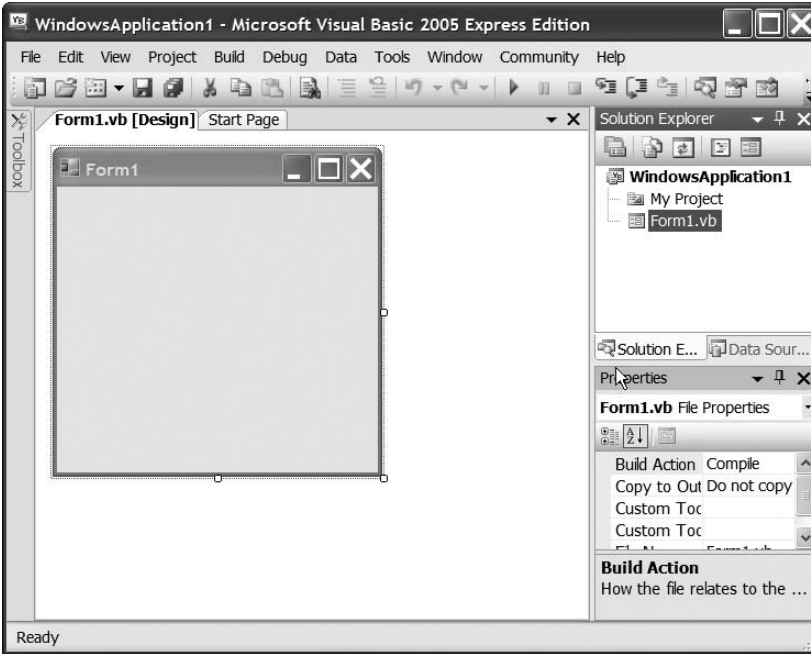 WindowsApplication1 - Microsoft Visual Basic 2005 Express Edition
File Edit View Project Build Debug Data Tools Window Community Help
Toolbox
Form1.vb [Design] Start Page
Form1
Solution Explorer
WindowsApplication1
My Project
Form1.vb
Solution E... Data Sour...
Properties
Form1.vb File Properties
Build Action Compile
Copy to Out Do not copy
Custom Toc
Custom Toc
Build Action
How the file relates to the ...
Ready